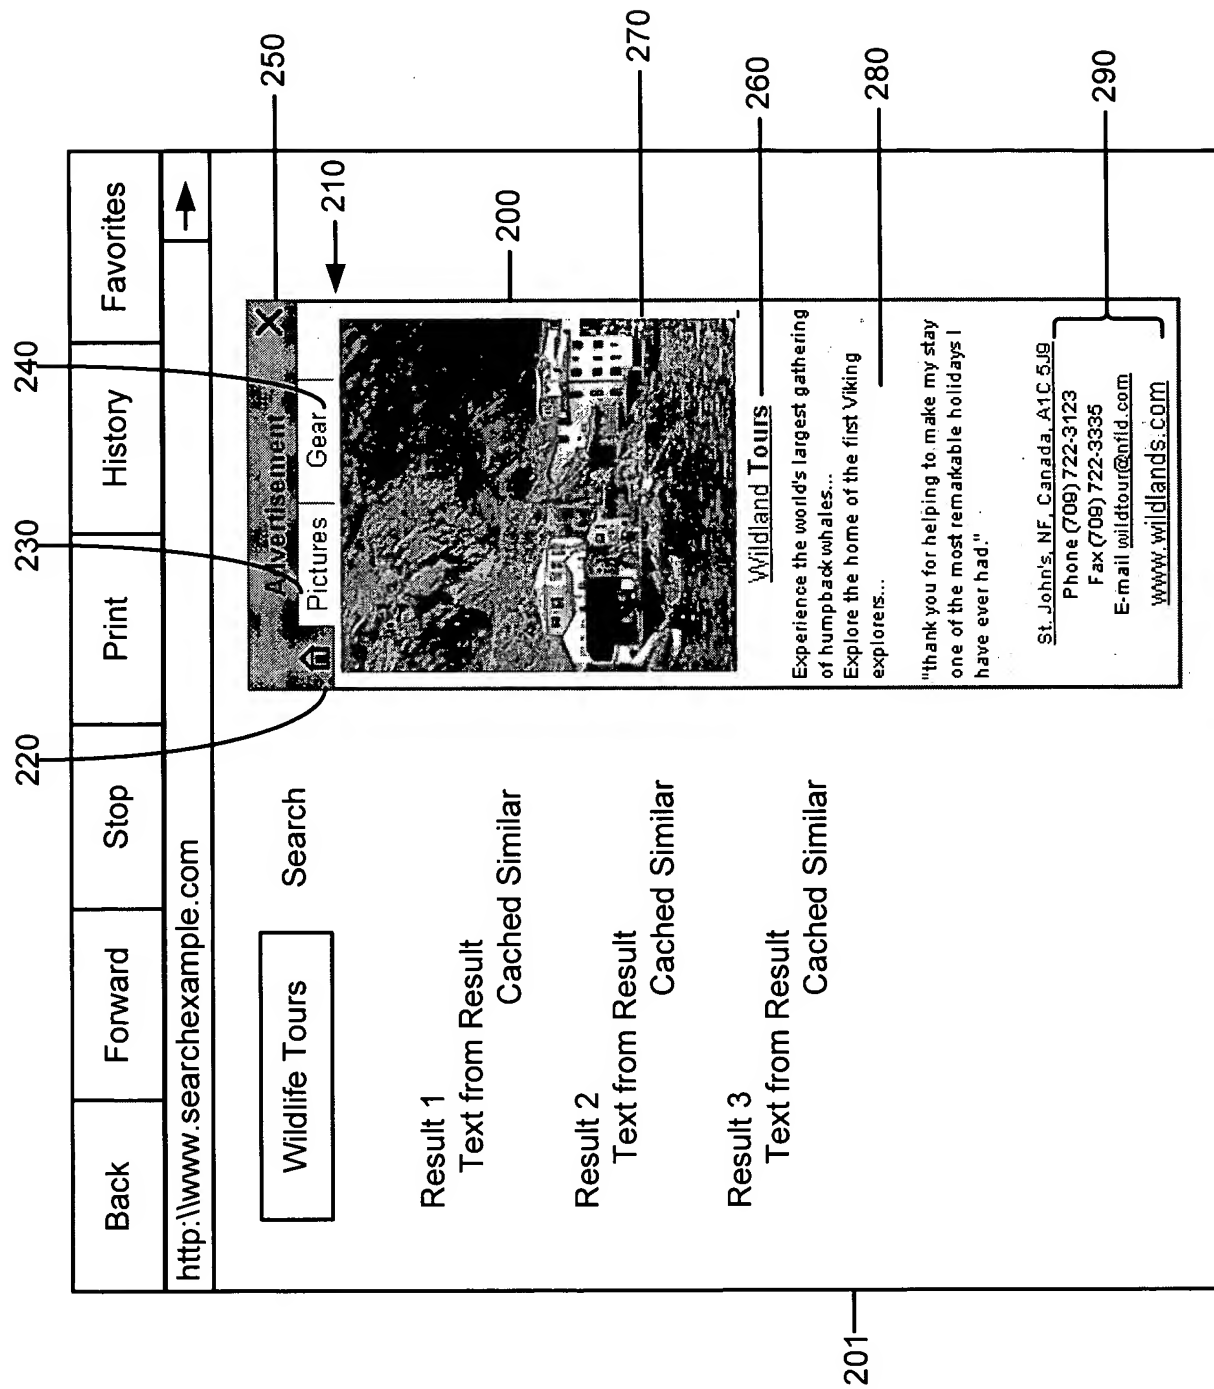 Back
Forward
Stop
Print
History
Favorites
http:\\www.searchexample.com
Wildlife Tours
Search
Result 1
Text from Result
Cached Similar
Result 2
Text from Result
Cached Similar
Result 3
Text from Result
Cached Similar
Advertisement
Pictures
Gear
Wildland Tours
Experience the world's largest gathering
of humpback whales...
Explore the home of the first Viking
explorers...
"thank you for helping to make my stay
one of the most remarkable holidays I
have ever had."
St. John's, NF, Canada, A1C 5J9
Phone (709) 722-3123
Fax (709) 722-3335
E-mail wildtour@nfld.com
www.wildlands.com
220
230
240
250
210
200
270
260
280
290
201